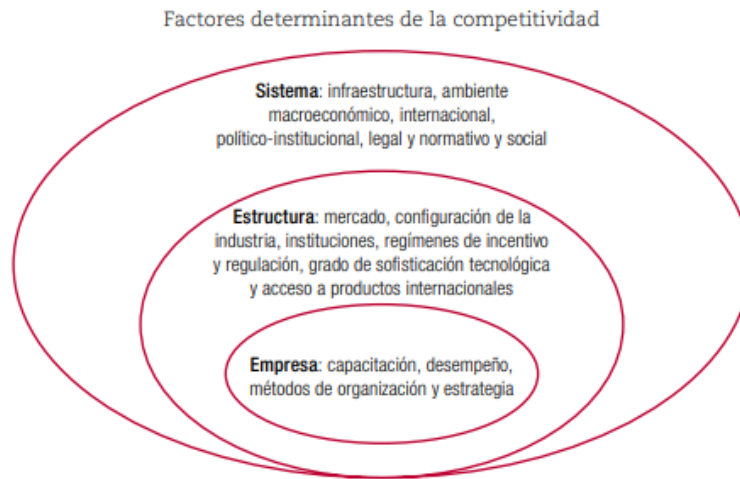 Factores determinantes de la competitividad
Sistema: infraestructura, ambiente
macroeconómico, internacional,
político-institucional, legal y normativo y social
Estructura: mercado, configuración de la
industria, instituciones, regímenes de incentivo
y regulación, grado de sofisticación tecnológica
y acceso a productos internacionales
Empresa: capacitación, desempeño,
métodos de organización y estrategia